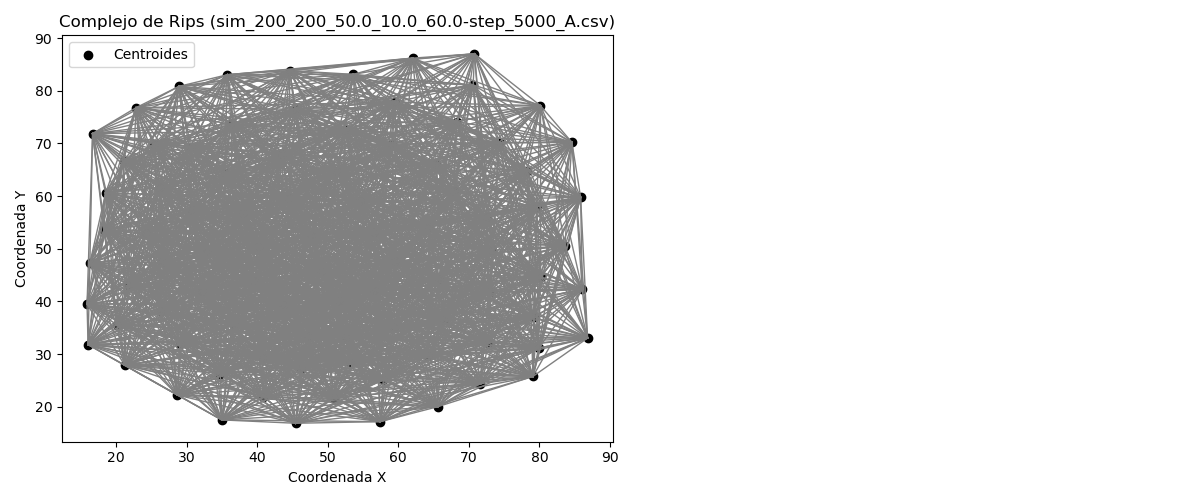 Complejo de Rips (sim_200_200_50.0_10.0_60.0-step_5000_A.csv)
Centroides
90
80
70
60
50
40
30
20
Coordenada Y
20 30 40 50 60 70 80 90
Coordenada X